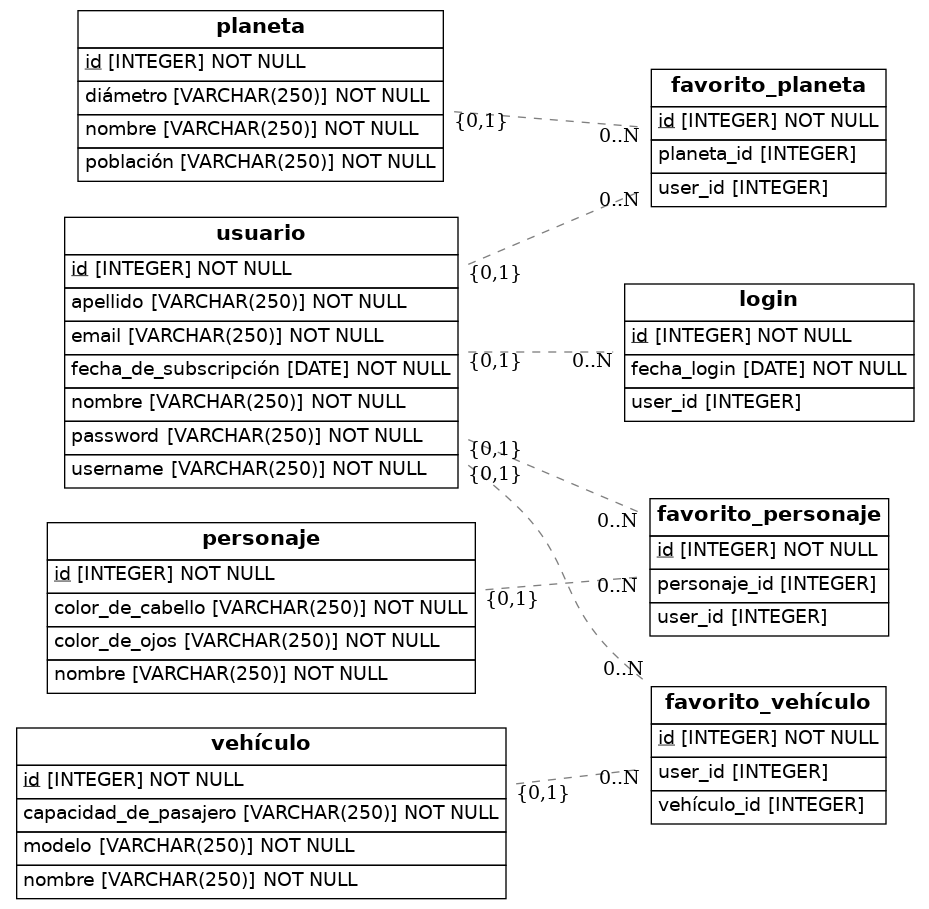 planeta
id [INTEGER] NOT NULL
diámetro [VARCHAR(250)] NOT NULL
nombre [VARCHAR(250)] NOT NULL
población [VARCHAR(250)] NOT NULL
{0,1}
0..N
favorito_planeta
id [INTEGER] NOT NULL
planeta_id [INTEGER]
user_id [INTEGER]
usuario
id [INTEGER] NOT NULL
apellido [VARCHAR(250)] NOT NULL
email [VARCHAR(250)] NOT NULL
fecha_de_subscripción [DATE] NOT NULL
nombre [VARCHAR(250)] NOT NULL
password [VARCHAR(250)] NOT NULL
username [VARCHAR(250)] NOT NULL
{0,1}
0..N
{0,1}
0..N
{0,1}
0..N
{0,1}
0..N
login
id [INTEGER] NOT NULL
fecha_login [DATE] NOT NULL
user_id [INTEGER]
personaje
id [INTEGER] NOT NULL
color_de_cabello [VARCHAR(250)] NOT NULL
color_de_ojos [VARCHAR(250)] NOT NULL
nombre [VARCHAR(250)] NOT NULL
{0,1}
0..N
favorito_personaje
id [INTEGER] NOT NULL
personaje_id [INTEGER]
user_id [INTEGER]
vehículo
id [INTEGER] NOT NULL
capacidad_de_pasajero [VARCHAR(250)] NOT NULL
modelo [VARCHAR(250)] NOT NULL
nombre [VARCHAR(250)] NOT NULL
{0,1}
0..N
favorito_vehículo
id [INTEGER] NOT NULL
user_id [INTEGER]
vehículo_id [INTEGER]